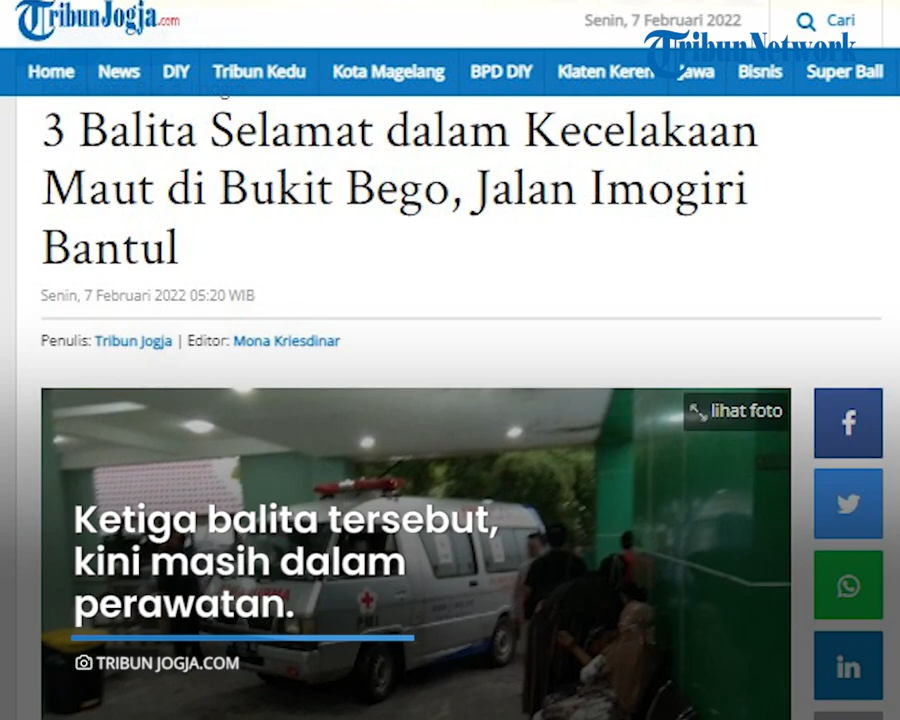 TribunJogja.com
Senin, 7 Februari 2022
Cari
TribunNetwork
Home News DIY Tribun Kedu Kota Magelang BPD DIY Klaten Keren Jawa Bisnis Super Ball
3 Balita Selamat dalam Kecelakaan
Maut di Bukit Bego, Jalan Imogiri
Bantul
Senin, 7 Februari 2022 05:20 WIB
Penulis: Tribun Jogja | Editor: Mona Kriesdinar
lihat foto
Ketiga balita tersebut,
kini masih dalam
perawatan.
PMI
TRIBUN JOGJA.COM